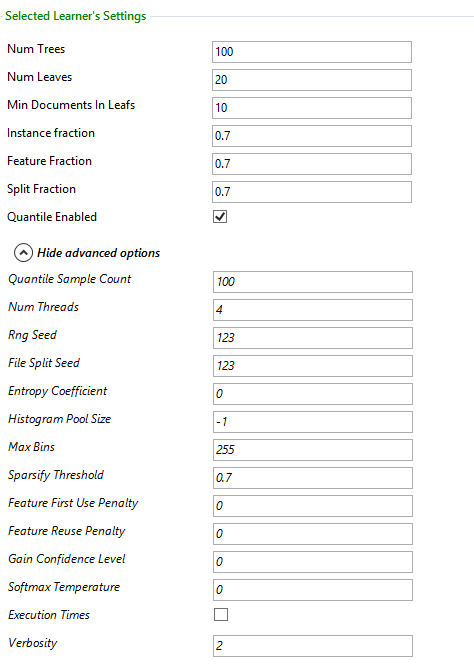 Selected Learner's Settings
Num Trees 100
Num Leaves 20
Min Documents In Leafs 10
Instance fraction 0.7
Feature Fraction 0.7
Split Fraction 0.7
Quantile Enabled
Hide advanced options
Quantile Sample Count 100
Num Threads 4
Rng Seed 123
File Split Seed 123
Entropy Coefficient 0
Histogram Pool Size -1
Max Bins 255
Sparsify Threshold 0.7
Feature First Use Penalty 0
Feature Reuse Penalty 0
Gain Confidence Level 0
Softmax Temperature 0
Execution Times
Verbosity 2